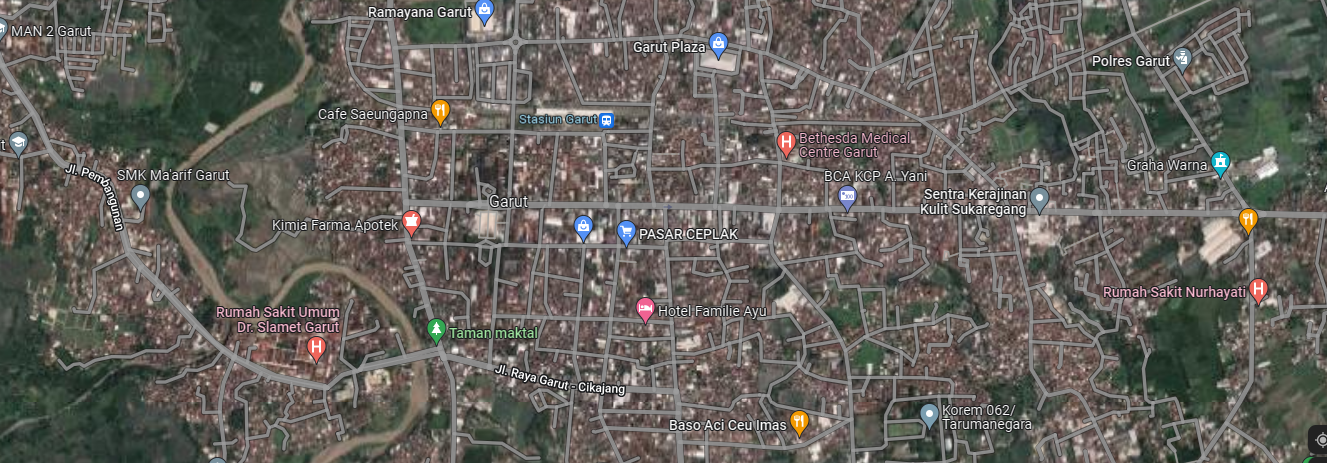 Ramayana Garut
MAN 2 Garut
Garut Plaza
Polres Garut
Cafe Saeungapna
Stasiun Garut
Bethesda Medical
Centre Garut
t
Graha Warna
Jl. Pembangunan
SMK Ma'arif Garut
BCA KCP A. Yani
Sentra Kerajinan
Kulit Sukaregang
Garut
Kimia Farma Apotek
PASAR CEPLAK
Rumah Sakit Nurhayati
Rumah Sakit Umum
Dr. Slamet Garut
Hotel Familie Ayu
Taman maktal
Jl. Raya Garut - Cikajang
Baso Aci Ceu Imas
Korem 062/
Tarumanegara